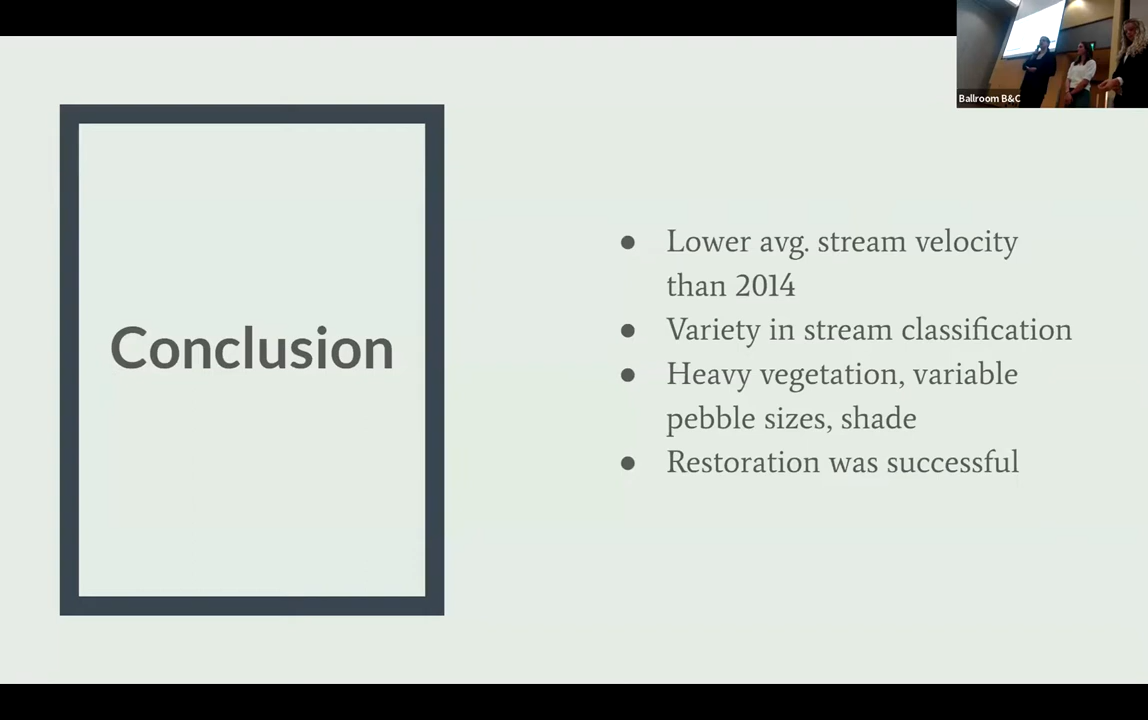 Ballroom B&C
Conclusion
● Lower avg. stream velocity
than 2014
● Variety in stream classification
● Heavy vegetation, variable
pebble sizes, shade
● Restoration was successful